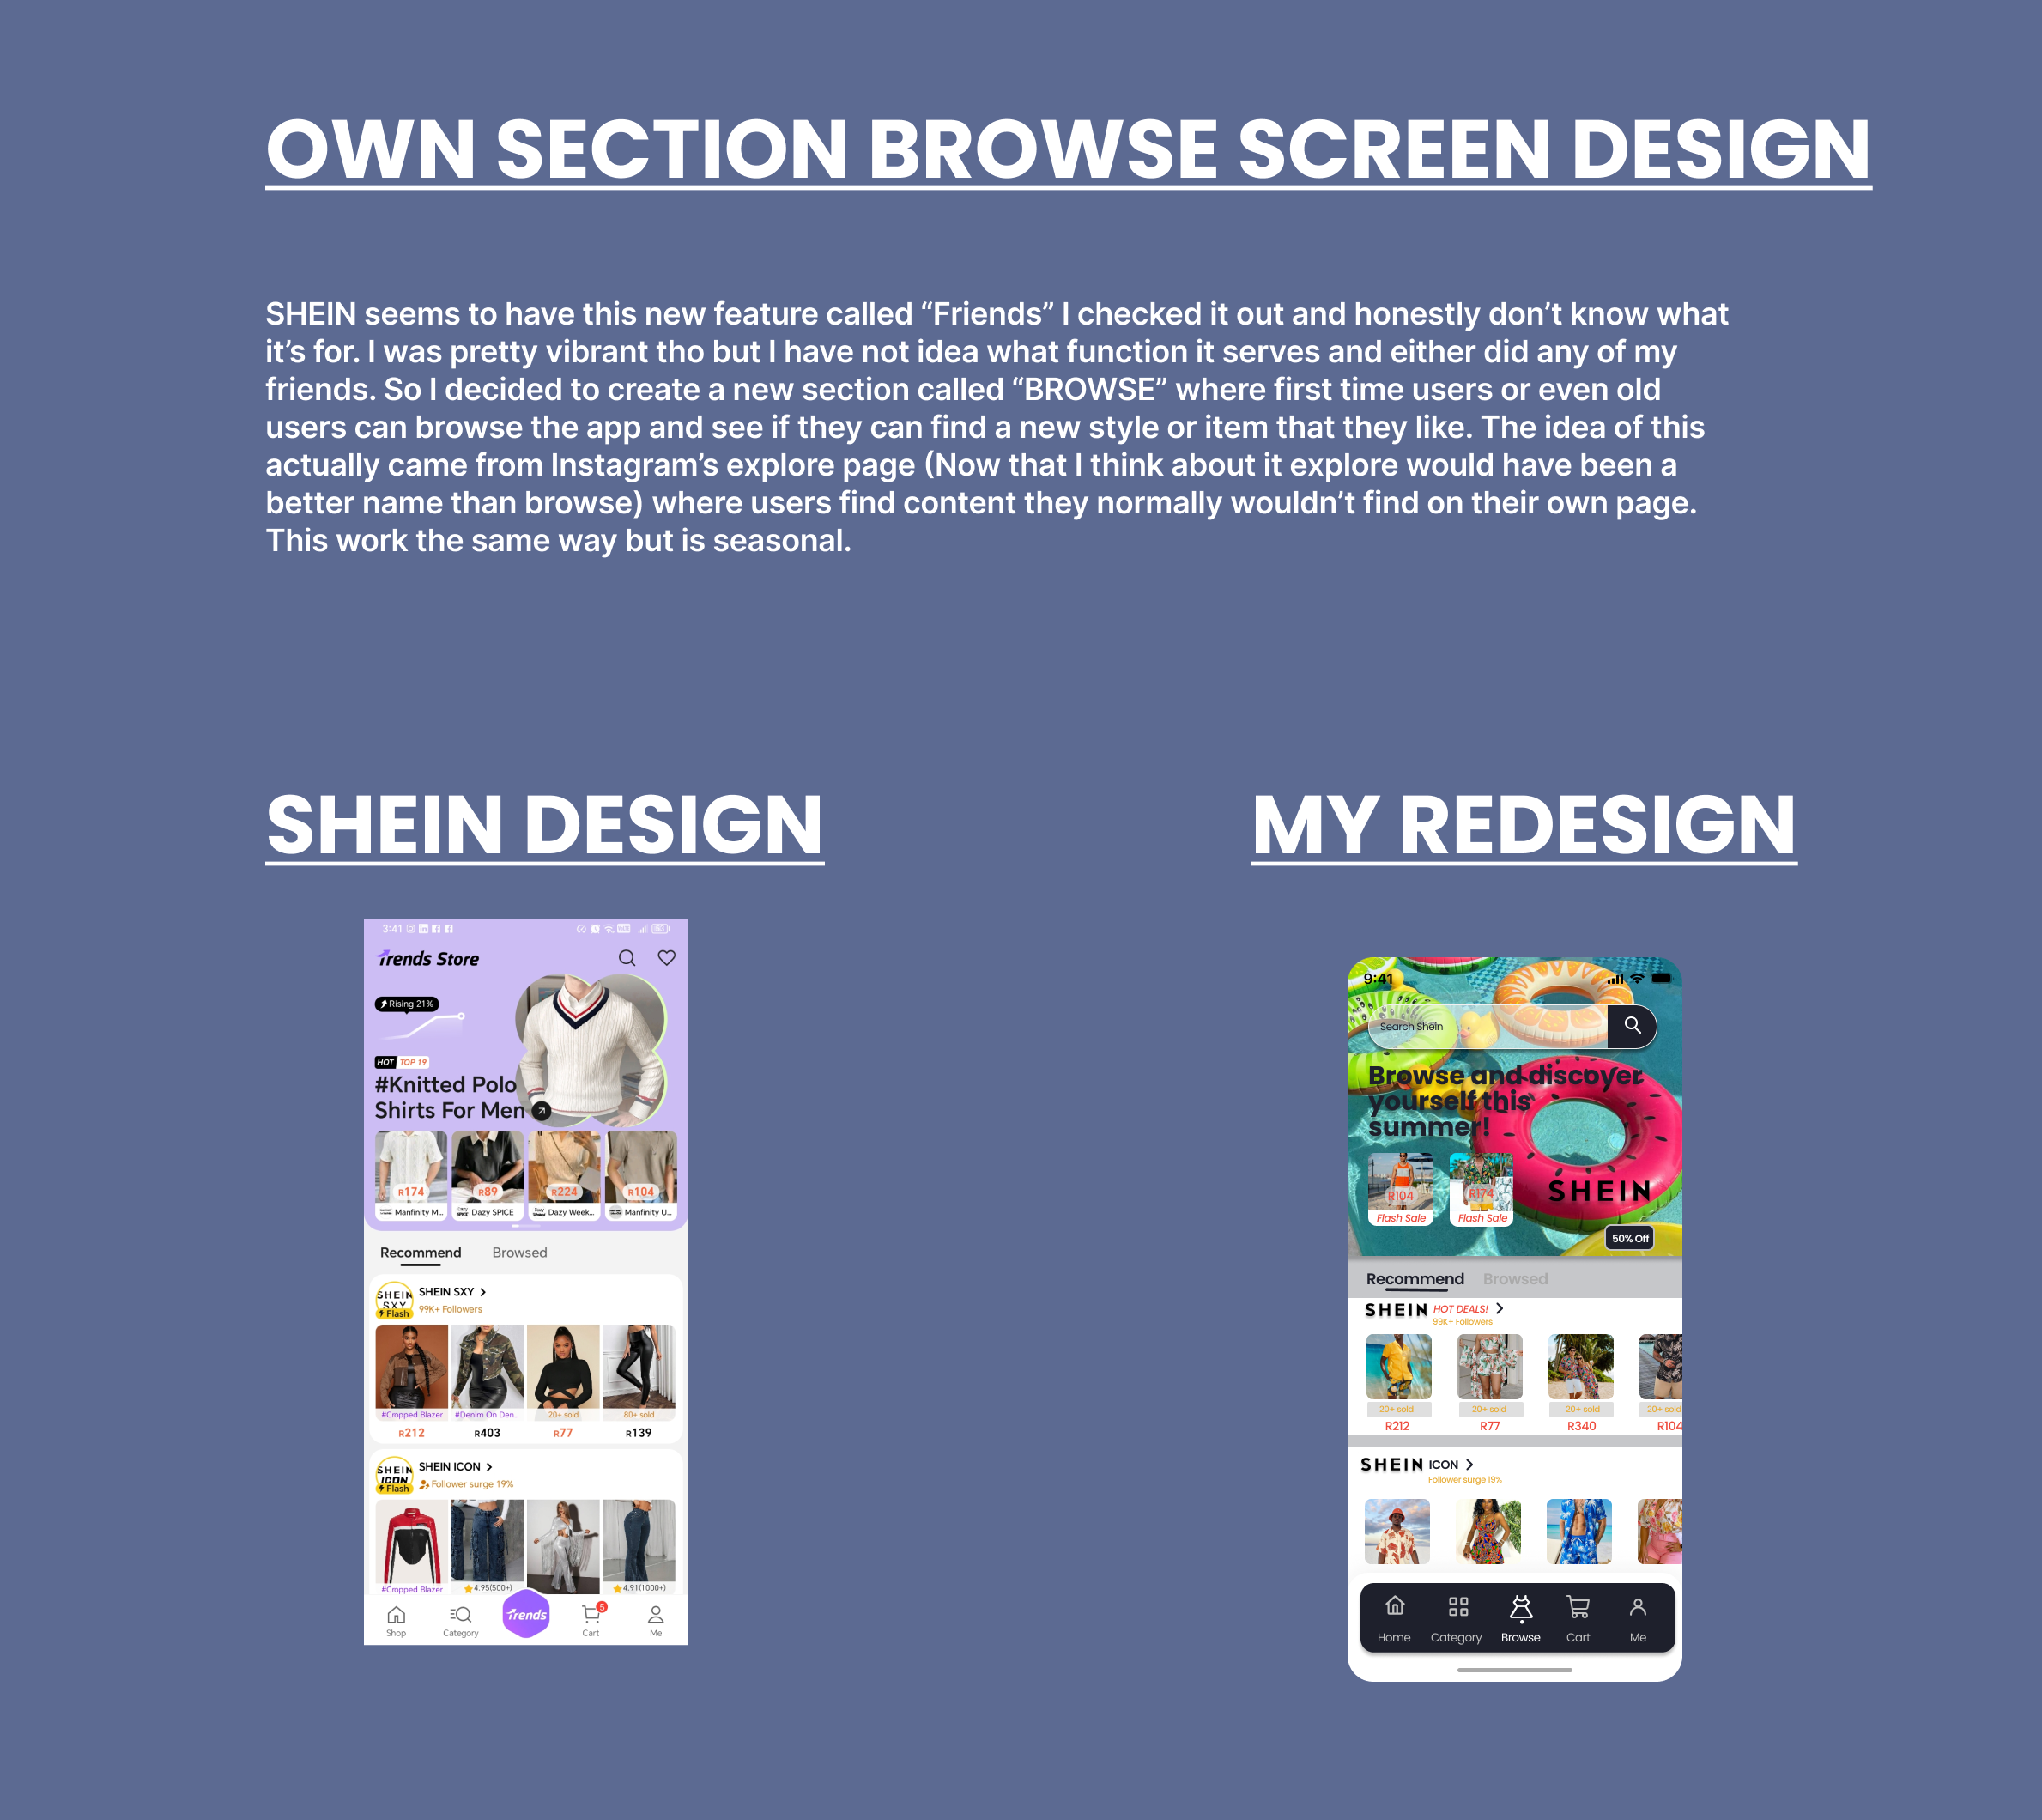 OWN SECTION BROWSE SCREEN DESIGN
SHEIN seems to have this new feature called “Friends” I checked it out and honestly don’t know what
it’s for. I was pretty vibrant tho but I have not idea what function it serves and either did any of my
friends. So I decided to create a new section called “BROWSE” where first time users or even old
users can browse the app and see if they can find a new style or item that they like. The idea of this
actually came from Instagram’s explore page (Now that I think about it explore would have been a
better name than browse) where users find content they normally wouldn’t find on their own page.
This work the same way but is seasonal.
SHEIN DESIGN
3:41
Trends Store
Rising 21%
HOT TOP 19
#Knitted Polo
Shirts For Men
R174 R89 R224 R104
Manfinity M... Dazy SPICE Dazy Week... Manfinity U...
Recommend Browsed
SHEIN SXY
SHEIN SXY >
Flash
99K+ Followers
#Cropped Blazer #Denim On Den... 20+ sold 80+ sold
R212 R403 R77 R139
SHEIN ICON
SHEIN ICON >
Flash
Follower surge 19%
#Cropped Blazer 4.95(500+) 4.91(1000+)
Shop Category Trends Cart 5 Me
MY REDESIGN
9:41
Search Shein
Browse and discover
yourself this
summer!
R104 R174
Flash Sale Flash Sale
SHEIN
50% Off
Recommend Browsed
SHEIN HOT DEALS! >
99K+ Followers
20+ sold 20+ sold 20+ sold 20+ sold
R212 R77 R340 R104
SHEIN ICON >
Follower surge 19%
Home Category Browse Cart Me